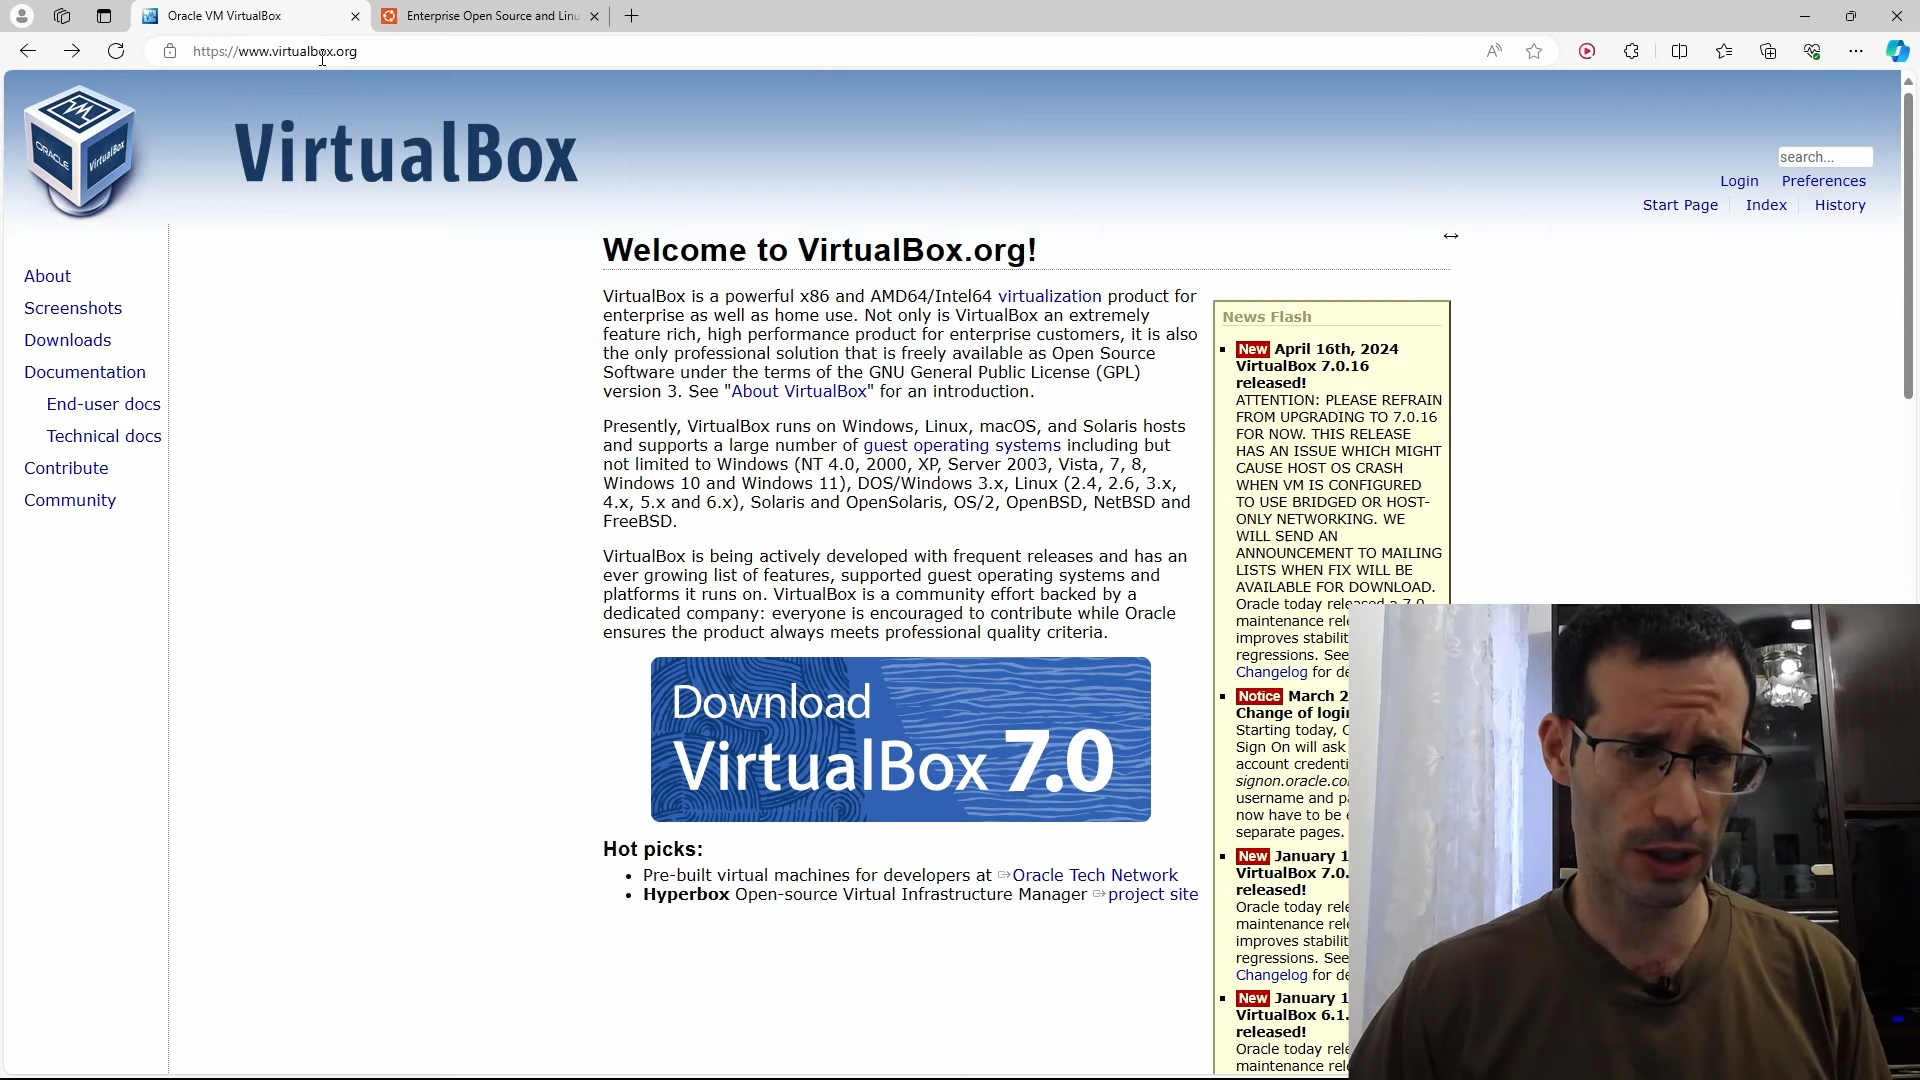 Oracle VM VirtualBox
Enterprise Open Source and Linu
https://www.virtualbox.org
ORACLE
VirtualBox
VirtualBox
search...
Login Preferences
Start Page Index History
About
Screenshots
Downloads
Documentation
End-user docs
Technical docs
Contribute
Community
Welcome to VirtualBox.org!
VirtualBox is a powerful x86 and AMD64/Intel64 virtualization product for
enterprise as well as home use. Not only is VirtualBox an extremely
feature rich, high performance product for enterprise customers, it is also
the only professional solution that is freely available as Open Source
Software under the terms of the GNU General Public License (GPL)
version 3. See "About VirtualBox" for an introduction.
Presently, VirtualBox runs on Windows, Linux, macOS, and Solaris hosts
and supports a large number of guest operating systems including but
not limited to Windows (NT 4.0, 2000, XP, Server 2003, Vista, 7, 8,
Windows 10 and Windows 11), DOS/Windows 3.x, Linux (2.4, 2.6, 3.x,
4.x, 5.x and 6.x), Solaris and OpenSolaris, OS/2, OpenBSD, NetBSD and
FreeBSD.
VirtualBox is being actively developed with frequent releases and has an
ever growing list of features, supported guest operating systems and
platforms it runs on. VirtualBox is a community effort backed by a
dedicated company: everyone is encouraged to contribute while Oracle
ensures the product always meets professional quality criteria.
Download
VirtualBox 7.0
Hot picks:
Pre-built virtual machines for developers at Oracle Tech Network
Hyperbox Open-source Virtual Infrastructure Manager project site
News Flash
New April 16th, 2024
VirtualBox 7.0.16
released!
ATTENTION: PLEASE REFRAIN
FROM UPGRADING TO 7.0.16
FOR NOW. THIS RELEASE
HAS AN ISSUE WHICH MIGHT
CAUSE HOST OS CRASH
WHEN VM IS CONFIGURED
TO USE BRIDGED OR HOST-
ONLY NETWORKING. WE
WILL SEND AN
ANNOUNCEMENT TO MAILING
LISTS WHEN FIX WILL BE
AVAILABLE FOR DOWNLOAD.
Oracle today released a 7.0
maintenance rel
improves stabilit
regressions. See
Changelog for de
Notice March 2
Change of logi
Starting today, O
Sign On will ask
account credenti
signon.oracle.co
username and pa
now have to be e
separate pages.
New January 1
VirtualBox 7.0.
released!
Oracle today rele
maintenance rele
improves stabilit
regressions. See
Changelog for de
New January 1
VirtualBox 6.1.
released!
Oracle today rele
maintenance rele